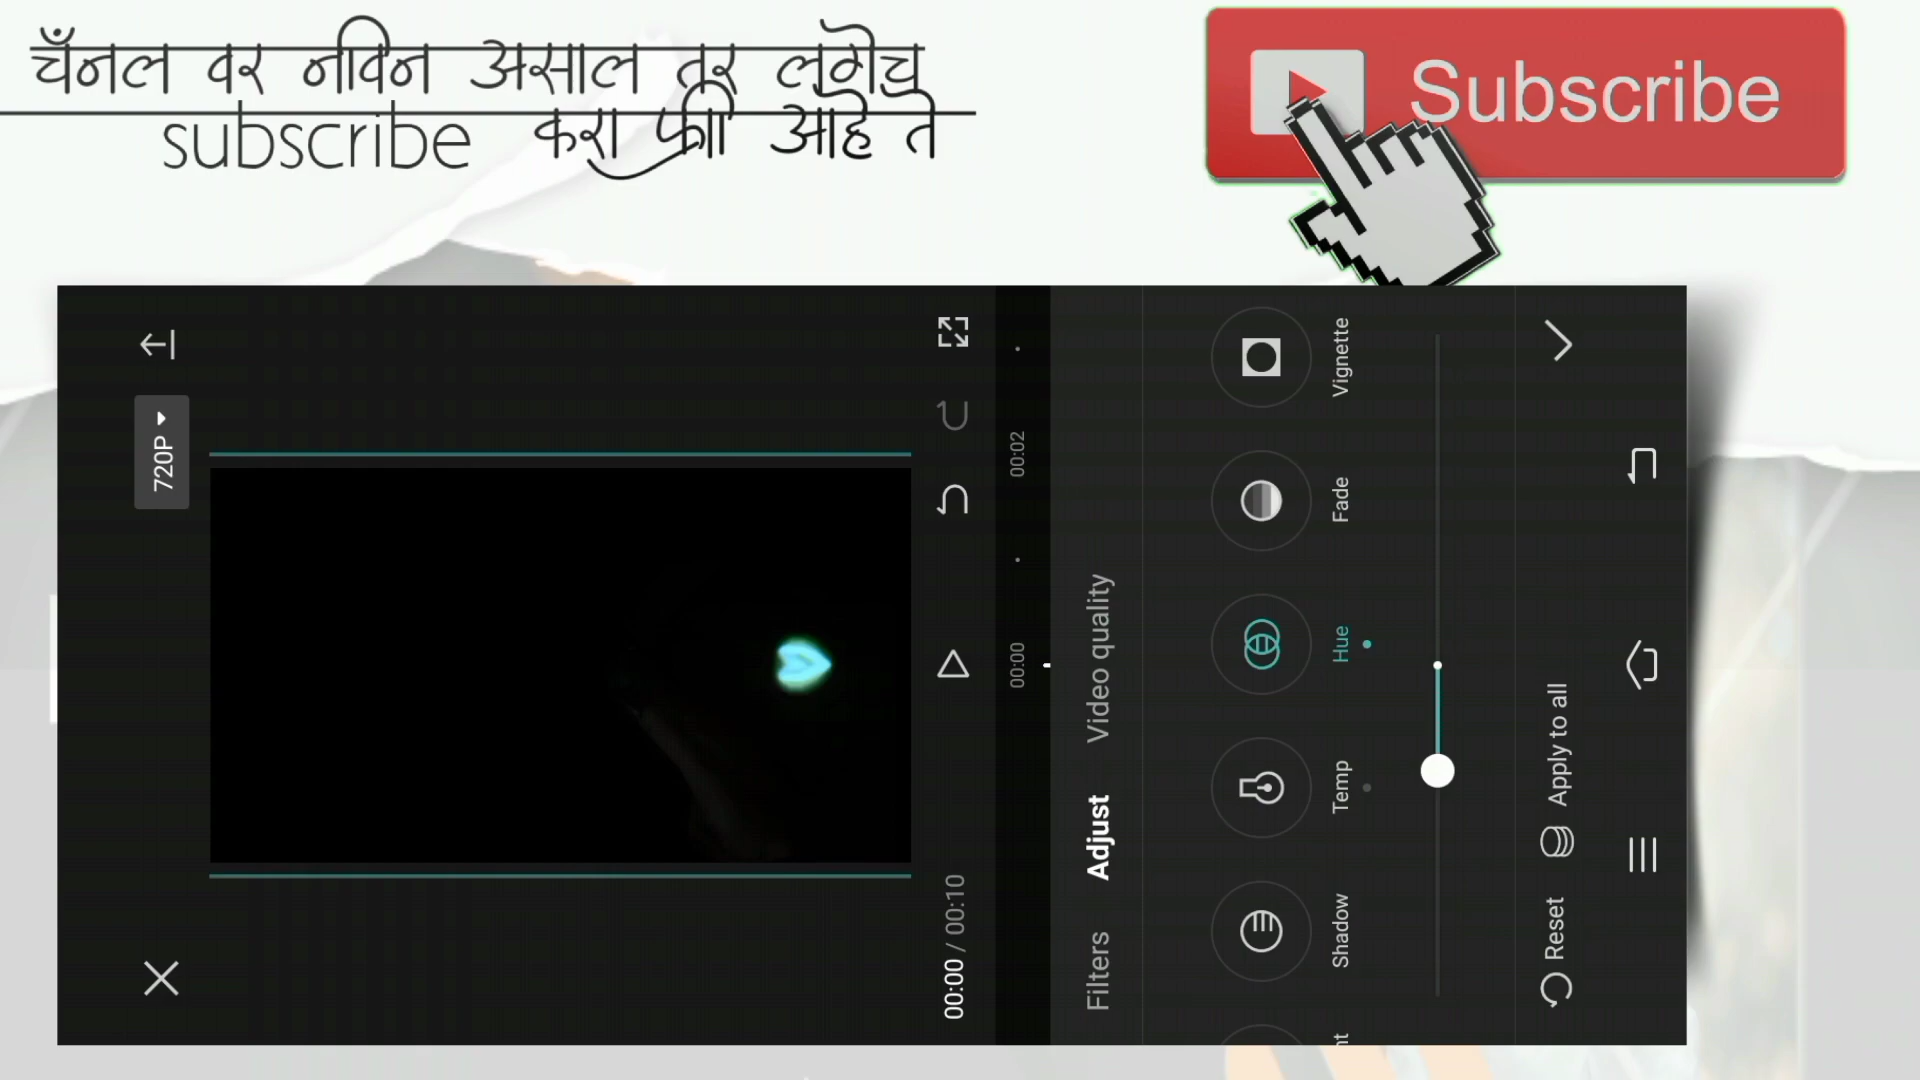 चँनल वर नविन असाल तर लगेच
subscribe करा फ्री आहे ते
Subscribe
720P
00:00 / 00:10
00:00
00:02
Filters
Adjust
Video quality
Shadow
Temp
Hue
Fade
Vignette
Reset
Apply to all